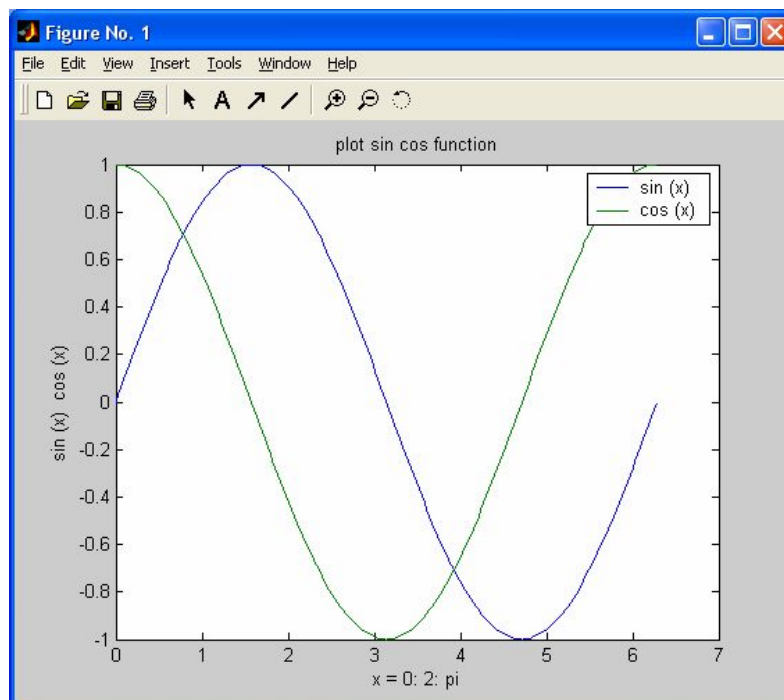 Figure No. 1
File Edit View Insert Tools Window Help
A
plot sin cos function
sin (x)
cos (x)
1
0.8
0.6
0.4
0.2
0
-0.2
-0.4
-0.6
-0.8
-1
sin (x) cos (x)
0 1 2 3 4 5 6 7
x = 0: 2: pi